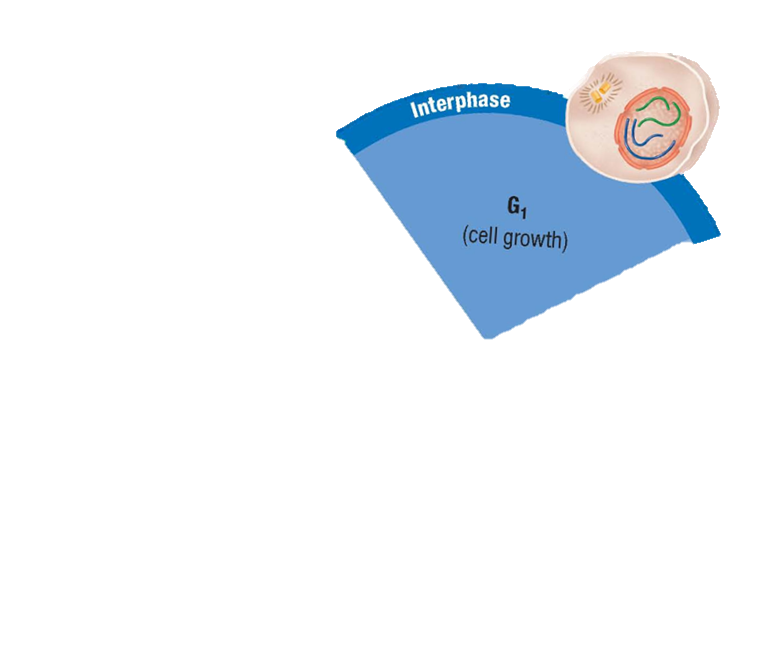 Interphase
G₁
(cell growth)